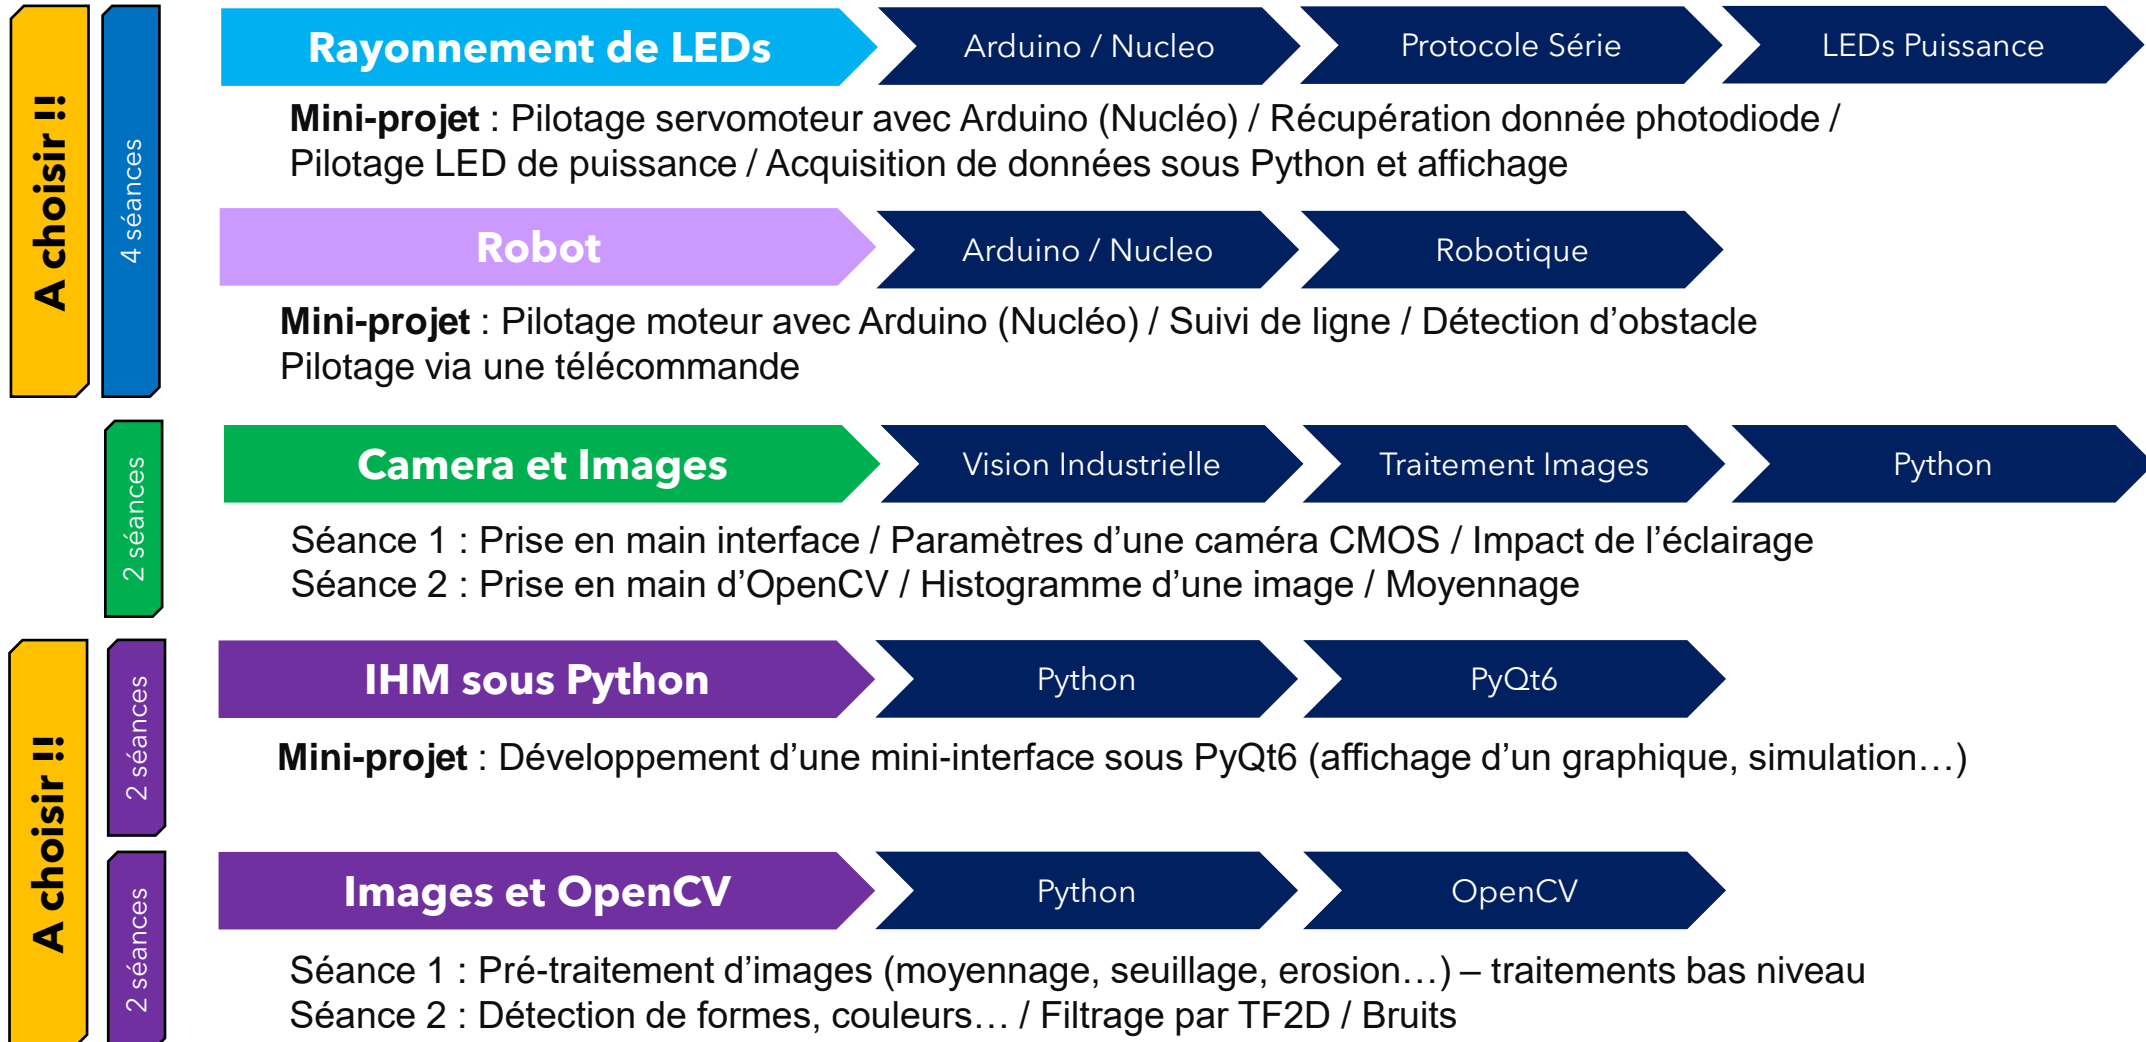 A choisir !!
4 séances
Rayonnement de LEDs
Arduino / Nucleo
Protocole Série
LEDs Puissance
Mini-projet : Pilotage servomoteur avec Arduino (Nucléo) / Récupération donnée photodiode /
Pilotage LED de puissance / Acquisition de données sous Python et affichage
Robot
Arduino / Nucleo
Robotique
Mini-projet : Pilotage moteur avec Arduino (Nucléo) / Suivi de ligne / Détection d’obstacle
Pilotage via une télécommande
2 séances
Camera et Images
Vision Industrielle
Traitement Images
Python
Séance 1 : Prise en main interface / Paramètres d’une caméra CMOS / Impact de l’éclairage
Séance 2 : Prise en main d’OpenCV / Histogramme d’une image / Moyennage
A choisir !!
2 séances
IHM sous Python
Python
PyQt6
Mini-projet : Développement d’une mini-interface sous PyQt6 (affichage d’un graphique, simulation…)
2 séances
Images et OpenCV
Python
OpenCV
Séance 1 : Pré-traitement d’images (moyennage, seuillage, erosion…) – traitements bas niveau
Séance 2 : Détection de formes, couleurs… / Filtrage par TF2D / Bruits